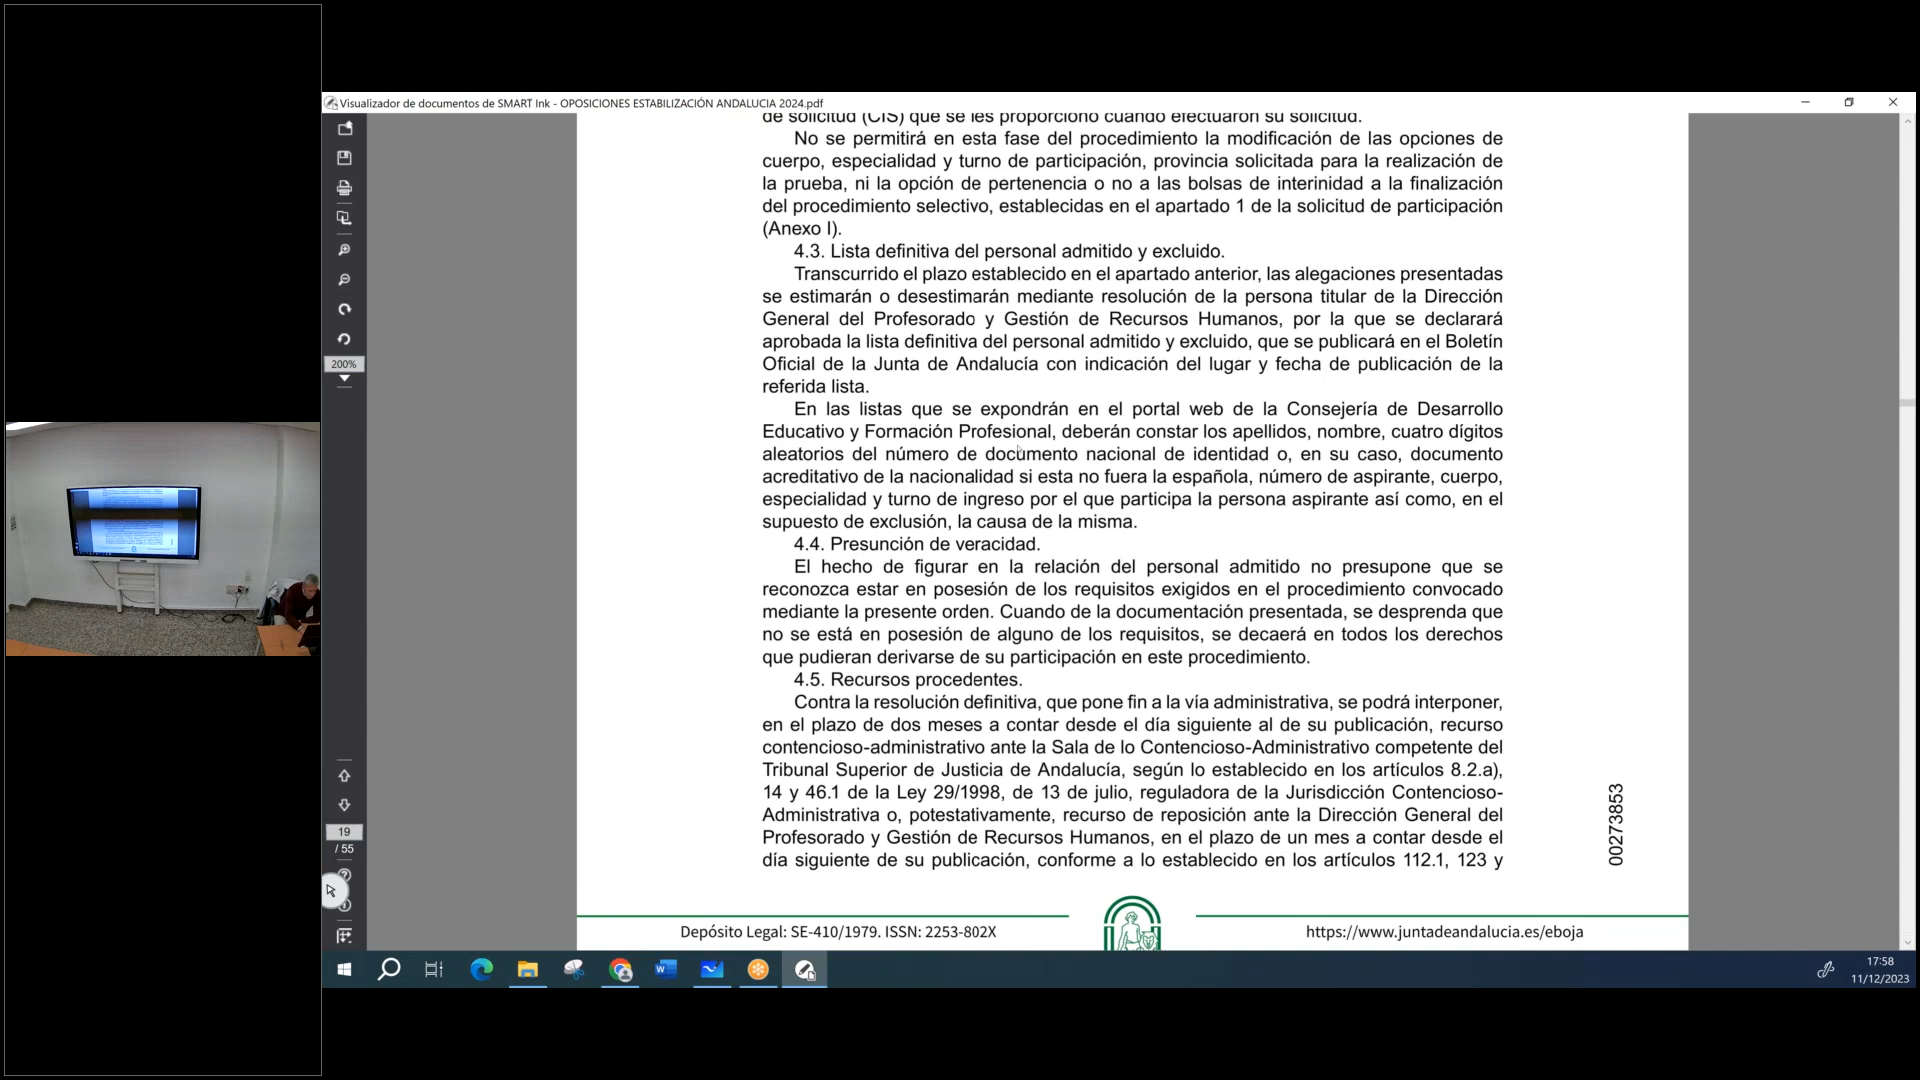 Visualizador de documentos de SMART Ink - OPOSICIONES ESTABILIZACIÓN ANDALUCIA 2024.pdf
de solicitud (CIS) que se les proporcionó cuando efectuaron su solicitud.
No se permitirá en esta fase del procedimiento la modificación de las opciones de
cuerpo, especialidad y turno de participación, provincia solicitada para la realización de
la prueba, ni la opción de pertenencia o no a las bolsas de interinidad a la finalización
del procedimiento selectivo, establecidas en el apartado 1 de la solicitud de participación
(Anexo I).
4.3. Lista definitiva del personal admitido y excluido.
Transcurrido el plazo establecido en el apartado anterior, las alegaciones presentadas
se estimarán o desestimarán mediante resolución de la persona titular de la Dirección
General del Profesorado y Gestión de Recursos Humanos, por la que se declarará
aprobada la lista definitiva del personal admitido y excluido, que se publicará en el Boletín
Oficial de la Junta de Andalucía con indicación del lugar y fecha de publicación de la
referida lista.
En las listas que se expondrán en el portal web de la Consejería de Desarrollo
Educativo y Formación Profesional, deberán constar los apellidos, nombre, cuatro dígitos
aleatorios del número de documento nacional de identidad o, en su caso, documento
acreditativo de la nacionalidad si esta no fuera la española, número de aspirante, cuerpo,
especialidad y turno de ingreso por el que participa la persona aspirante así como, en el
supuesto de exclusión, la causa de la misma.
4.4. Presunción de veracidad.
El hecho de figurar en la relación del personal admitido no presupone que se
reconozca estar en posesión de los requisitos exigidos en el procedimiento convocado
mediante la presente orden. Cuando de la documentación presentada, se desprenda que
no se está en posesión de alguno de los requisitos, se decaerá en todos los derechos
que pudieran derivarse de su participación en este procedimiento.
4.5. Recursos procedentes.
Contra la resolución definitiva, que pone fin a la vía administrativa, se podrá interponer,
en el plazo de dos meses a contar desde el día siguiente al de su publicación, recurso
contencioso-administrativo ante la Sala de lo Contencioso-Administrativo competente del
Tribunal Superior de Justicia de Andalucía, según lo establecido en los artículos 8.2.a),
14 y 46.1 de la Ley 29/1998, de 13 de julio, reguladora de la Jurisdicción Contencioso-
Administrativa o, potestativamente, recurso de reposición ante la Dirección General del
Profesorado y Gestión de Recursos Humanos, en el plazo de un mes a contar desde el
día siguiente de su publicación, conforme a lo establecido en los artículos 112.1, 123 y
00273853
Depósito Legal: SE-410/1979. ISSN: 2253-802X
https://www.juntadeandalucia.es/eboja
200%
19
/ 55
17:58
11/12/2023